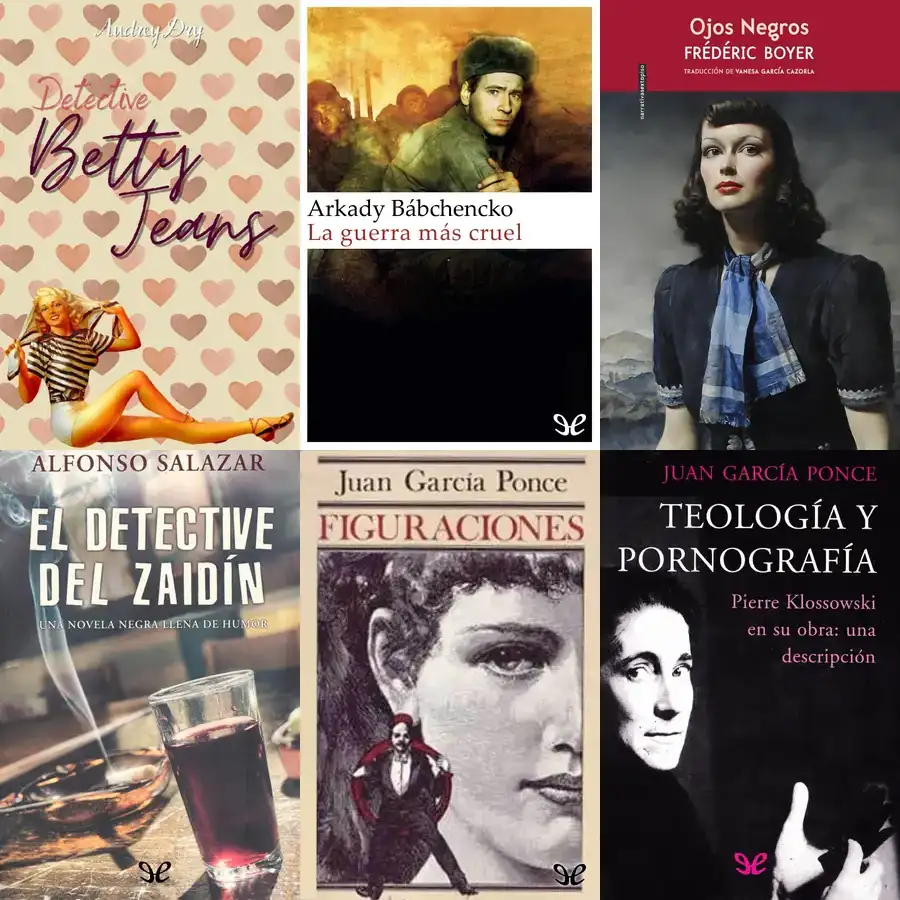 Audrey Dry
Detective
Betty
Jeans
Arkady Bábchencko
La guerra más cruel
Ojos Negros
FRÉDÉRIC BOYER
TRADUCCIÓN DE VANESA GARCÍA CAZORLA
narrativasextopiso
ALFONSO SALAZAR
EL DETECTIVE
DEL ZAIDÍN
UNA NOVELA NEGRA LLENA DE HUMOR
Juan García Ponce
FIGURACIONES
JUAN GARCÍA PONCE
TEOLOGÍA Y
PORNOGRAFÍA
Pierre Klossowski
en su obra: una
descripción